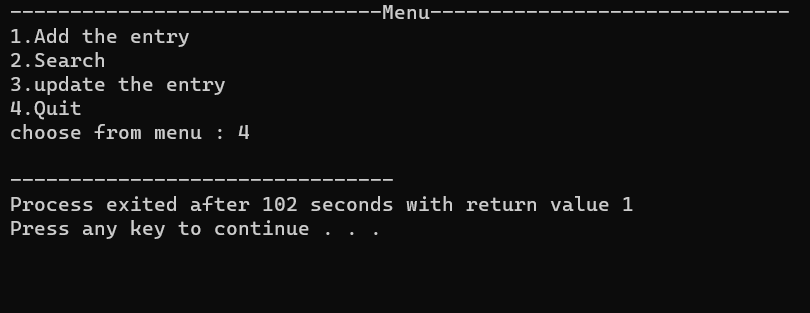 -------------------------------Menu------------------------------
1.Add the entry
2.Search
3.update the entry
4.Quit
choose from menu : 4
--------------------------------
Process exited after 102 seconds with return value 1
Press any key to continue . . .